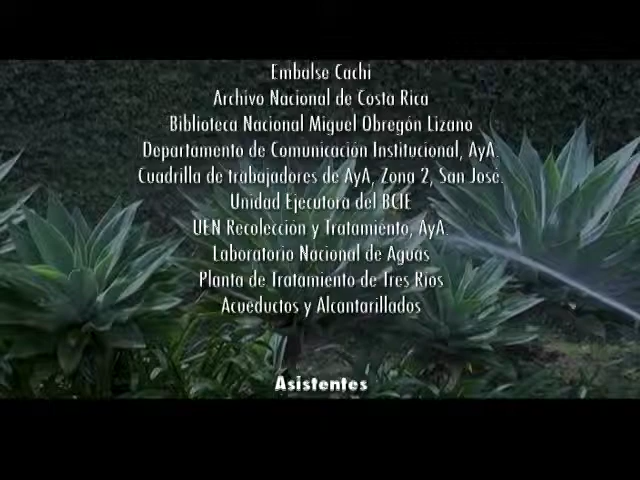 Embalse Cachi
Archivo Nacional de Costa Rica
Biblioteca Nacional Miguel Obregón Lizano
Departamento de Comunicación Institucional, AyA.
Cuadrilla de trabajadores de AyA, Zona 2, San José.
Unidad Ejecutora del BCIE
UEN Recolección y Tratamiento, AyA.
Laboratorio Nacional de Aguas
Planta de Tratamiento de Tres Ríos
Acueductos y Alcantarillados
Asistentes